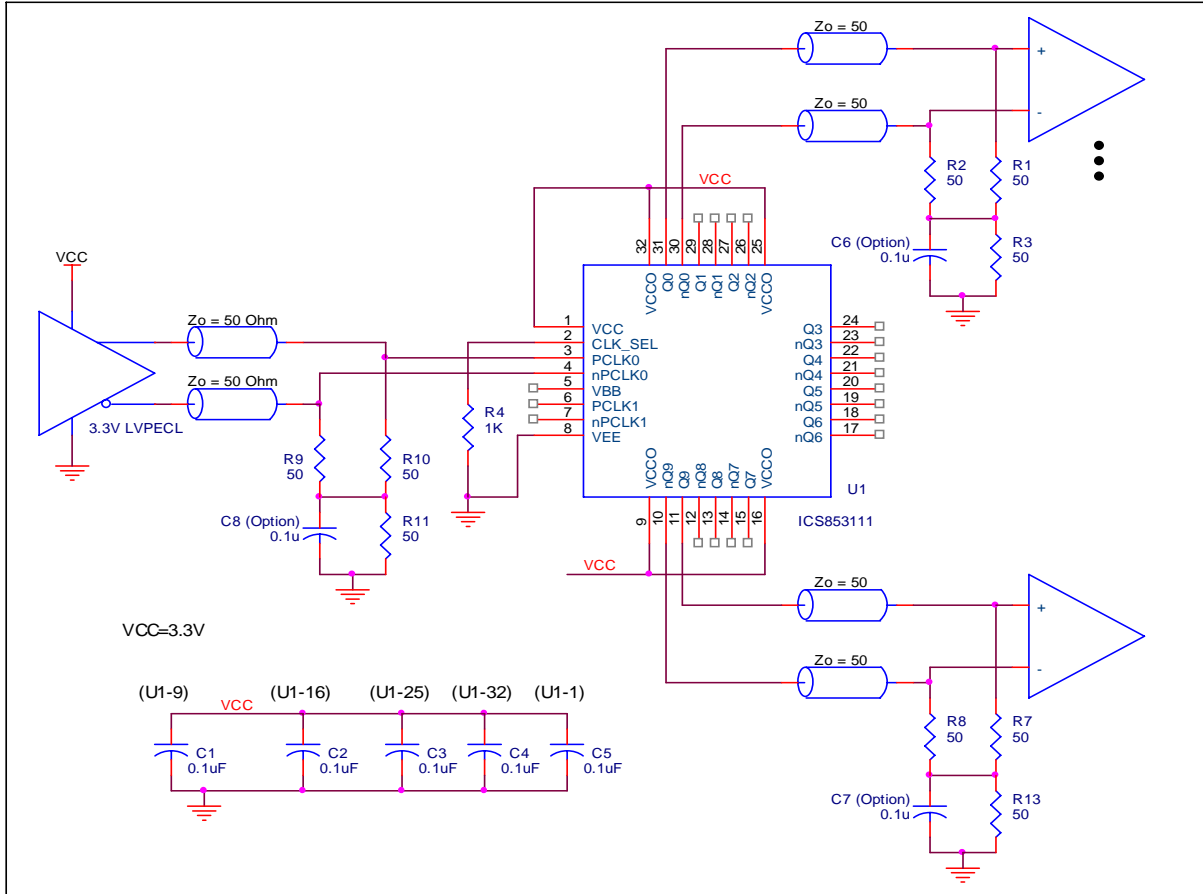 Zo = 50
+
Zo = 50
-
R2
50
R1
50
VCC
C6 (Option)
0.1u
R3
50
32
31
30
29
28
27
26
25
VCCO
Q0
nQ0
Q1
nQ1
Q2
nQ2
VCCO
VCC
Zo = 50 Ohm
Zo = 50 Ohm
3.3V LVPECL
1
VCC
2
CLK_SEL
3
PCLK0
4
nPCLK0
5
VBB
6
PCLK1
7
nPCLK1
8
VEE
Q3
24
nQ3
23
Q4
22
nQ4
21
Q5
20
nQ5
19
Q6
18
nQ6
17
R4
1K
R9
50
R10
50
C8 (Option)
0.1u
R11
50
VCCO
nQ9
Q9
nQ8
Q8
nQ7
Q7
VCCO
9
10
11
12
13
14
15
16
U1
ICS853111
VCC
Zo = 50
+
Zo = 50
-
R8
50
R7
50
C7 (Option)
0.1u
R13
50
VCC=3.3V
(U1-9)
(U1-16)
(U1-25)
(U1-32)
(U1-1)
VCC
C1
0.1uF
C2
0.1uF
C3
0.1uF
C4
0.1uF
C5
0.1uF